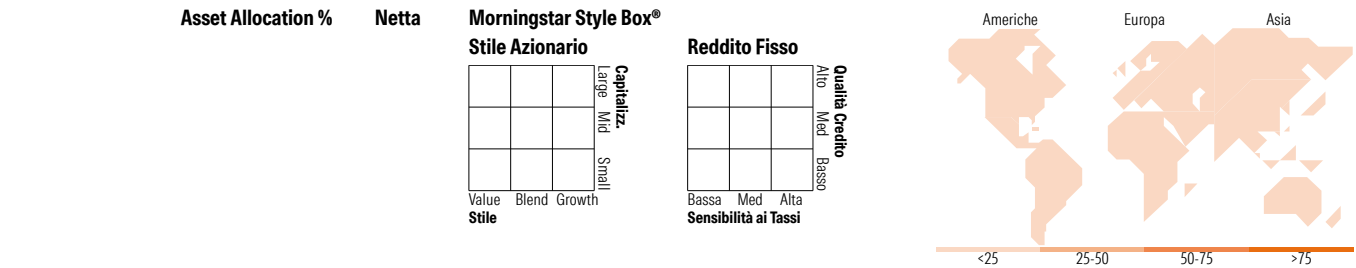 Asset Allocation % Netta
Morningstar Style Box®
Stile Azionario
Large Mid Small
Capitalizz.
Value Blend Growth
Stile
Reddito Fisso
Alto Med Basso
Qualità Credito
Bassa Med Alta
Sensibilità ai Tassi
Americhe Europa Asia
<25 25-50 50-75 >75